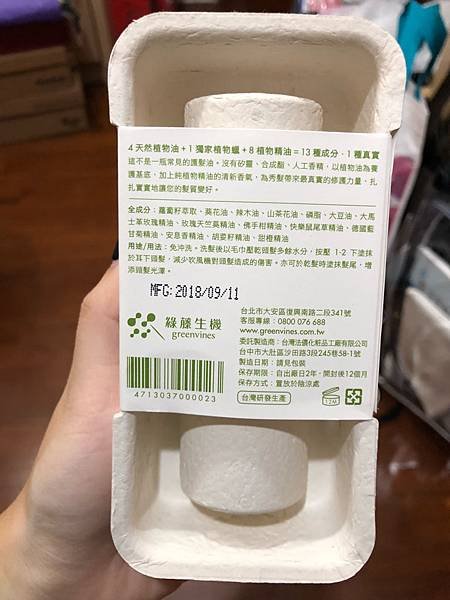 4 天然植物油 + 1 獨家植物蠟 + 8 植物精油 = 13 種成分，1 種真實
這不是一瓶常見的護髮油。沒有矽靈、合成酯、人工香精，以植物油為養
護基底，加上純植物精油的清新香氣，為秀髮帶來最真實的修護力量，扎
扎實實地讓您的髮質變好。
全成分：蘿蔔籽萃取、葵花油、辣木油、山茶花油、磷脂、大豆油、大馬
士革玫瑰精油、玫瑰天竺葵精油、佛手柑精油、快樂鼠尾草精油、德國藍
甘菊精油、安息香精油、胡荽籽精油、甜橙精油
用途/用法：免沖洗。洗髮後以毛巾壓乾頭髮多餘水分，按壓 1-2 下塗抹
於耳下頭髮，減少吹風機對頭髮造成的傷害。亦可於乾髮時塗抹髮尾，增
添頭髮光澤。
MFG:2018/09/11
綠藤生機
greenvines
台北市大安區復興南路二段341號
客服專線：0800 076 688
www.greenvines.com.tw
委託製造商：台灣法儷化粧品工廠有限公司
台中市大肚區沙田路3段245巷58-1號
製造日期：請見包裝
保存期限：自出廠日2年，開封後12個月
保存方式：置放於陰涼處
4713037000023
台灣研發生產
12M